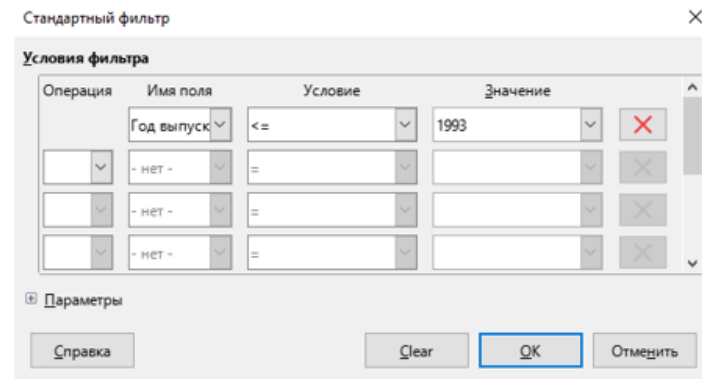 Стандартный фильтр
Условия фильтра
Операция Имя поля Условие Значение
Год выпуск <= 1993
- нет - =
- нет - =
- нет - =
Параметры
Справка Clear OK Отменить